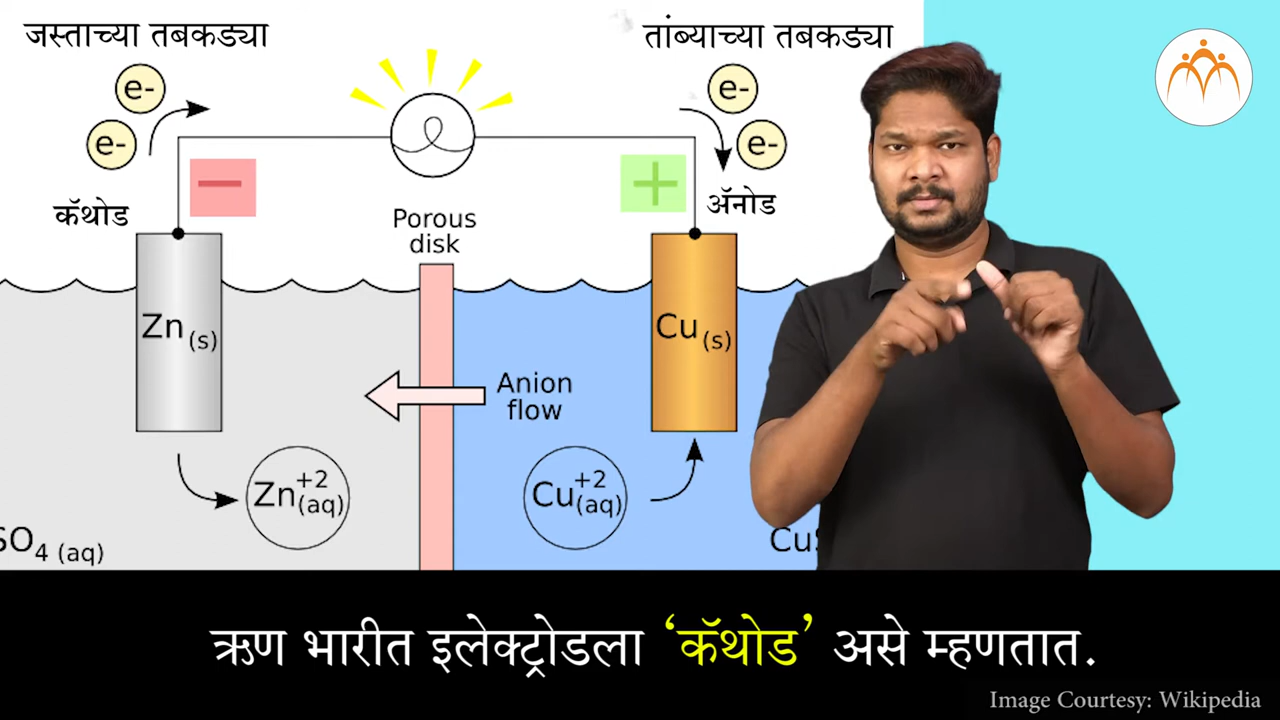 जस्ताच्या तबकड्या
तांब्याच्या तबकड्या
e-
e-
e-
e-
−
+
कॅथोड
ॲनोड
Porous
disk
Zn (s)
Cu (s)
Anion
flow
Zn+2(aq)
Cu+2(aq)
SO4 (aq)
Cu
ऋण भारीत इलेक्ट्रोडला ‘कॅथोड’ असे म्हणतात.
Image Courtesy: Wikipedia